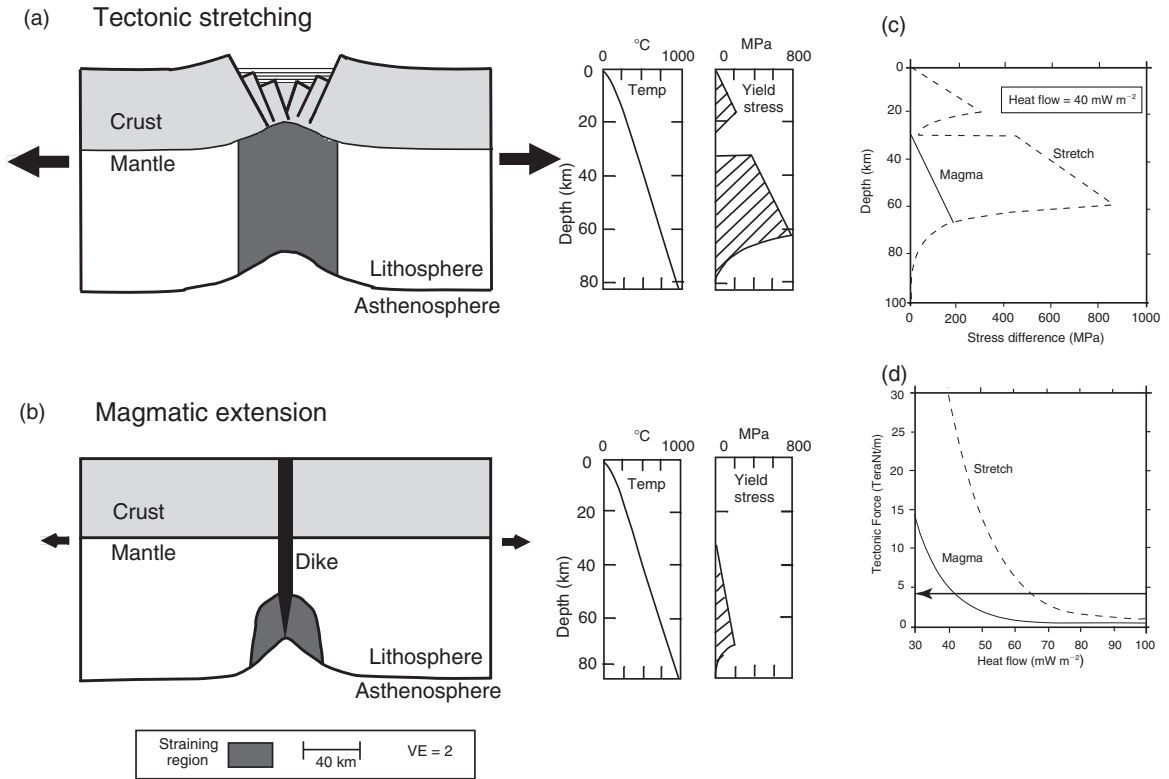 (a) Tectonic stretching
Crust
Mantle
Lithosphere
Asthenosphere
°C
0 1000
Temp
Depth (km)
0
20
40
60
80
MPa
0 800
Yield
stress
(c)
Heat flow = 40 mW m⁻²
Stretch
Magma
Depth (km)
0
20
40
60
80
100
0 200 400 600 800 1000
Stress difference (MPa)
(b) Magmatic extension
Crust
Mantle
Dike
Lithosphere
Asthenosphere
°C
0 1000
Temp
Depth (km)
0
20
40
60
80
MPa
0 800
Yield
stress
(d)
Stretch
Magma
Tectonic Force (TeraNt/m)
30
25
20
15
10
5
0
30 40 50 60 70 80 90 100
Heat flow (mW m⁻²)
Straining
region
40 km
VE = 2